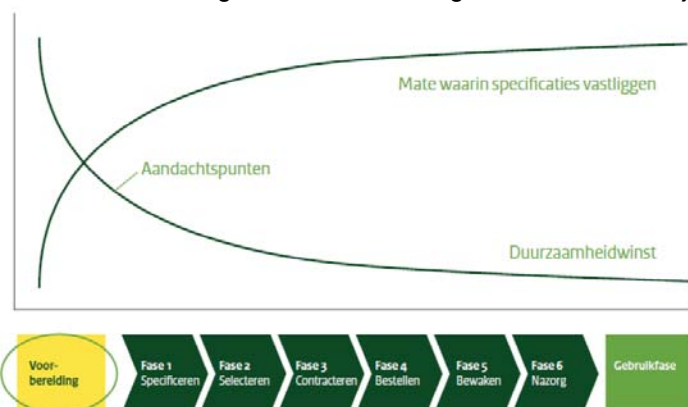 Mate waarin specificaties vastliggen
Aandachtspunten
Duurzaamheidwinst
Voor-
bereiding
Fase 1
Specificeren
Fase 2
Selecteren
Fase 3
Contracteren
Fase 4
Bestellen
Fase 5
Bewaken
Fase 6
Nazorg
Gebruikfase